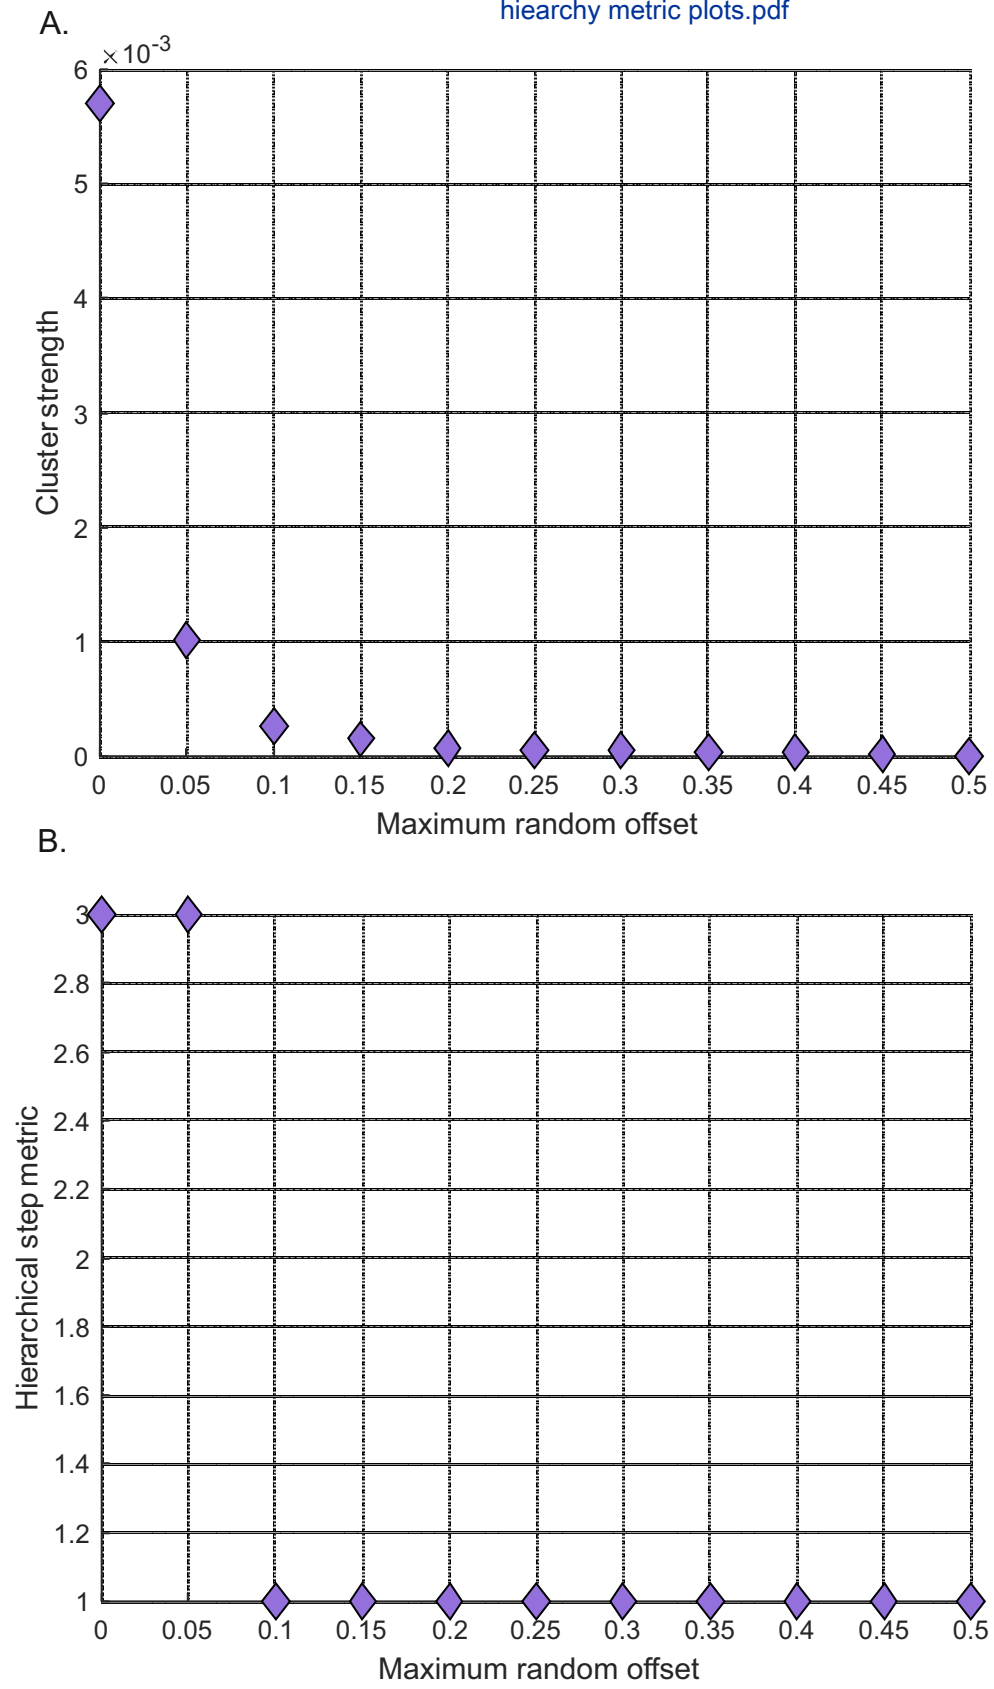 hiearchy metric plots.pdf
A.
×10-3
6
5
4
3
2
1
0
Cluster strength
0 0.05 0.1 0.15 0.2 0.25 0.3 0.35 0.4 0.45 0.5
Maximum random offset
B.
3
2.8
2.6
2.4
2.2
2
1.8
1.6
1.4
1.2
1
Hierarchical step metric
0 0.05 0.1 0.15 0.2 0.25 0.3 0.35 0.4 0.45 0.5
Maximum random offset